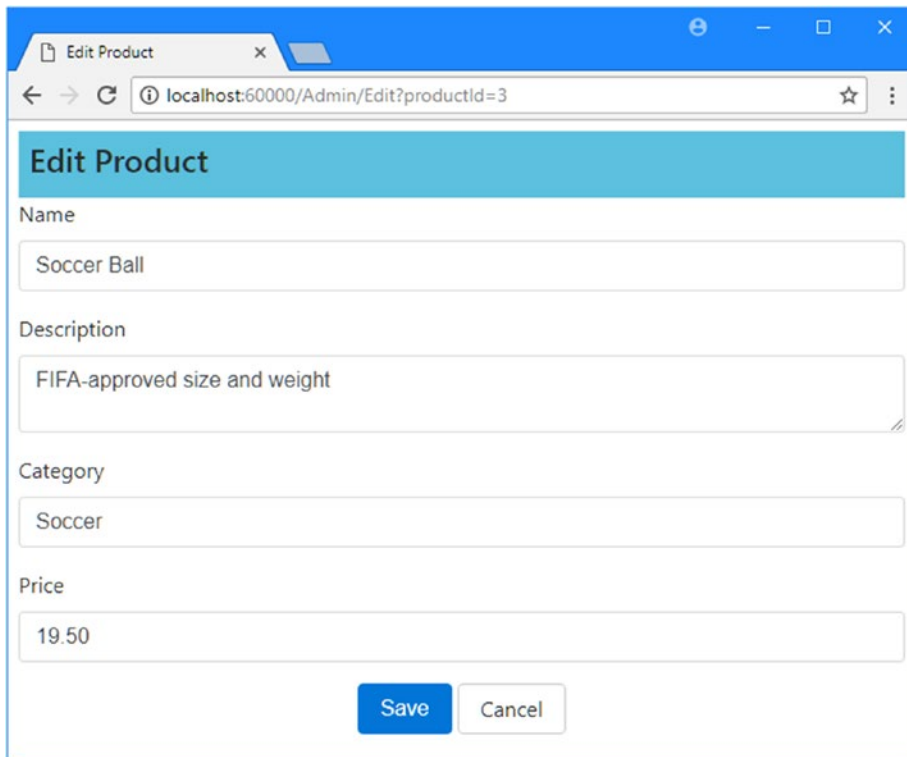 Edit Product
localhost:60000/Admin/Edit?productId=3
Edit Product
Name
Soccer Ball
Description
FIFA-approved size and weight
Category
Soccer
Price
19.50
Save Cancel